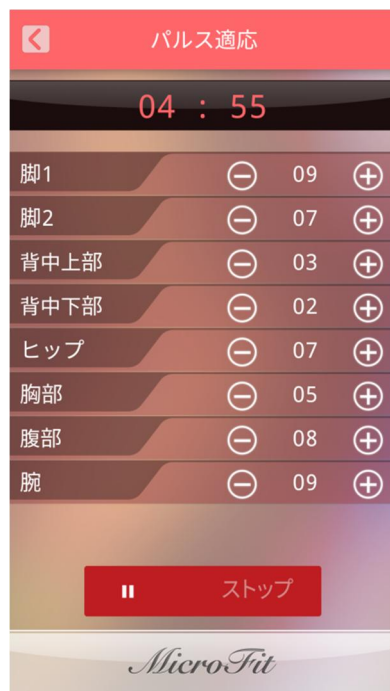 パルス適応
04 : 55
脚1 09
脚2 07
背中上部 03
背中下部 02
ヒップ 07
胸部 05
腹部 08
腕 09
ストップ
MicroFit